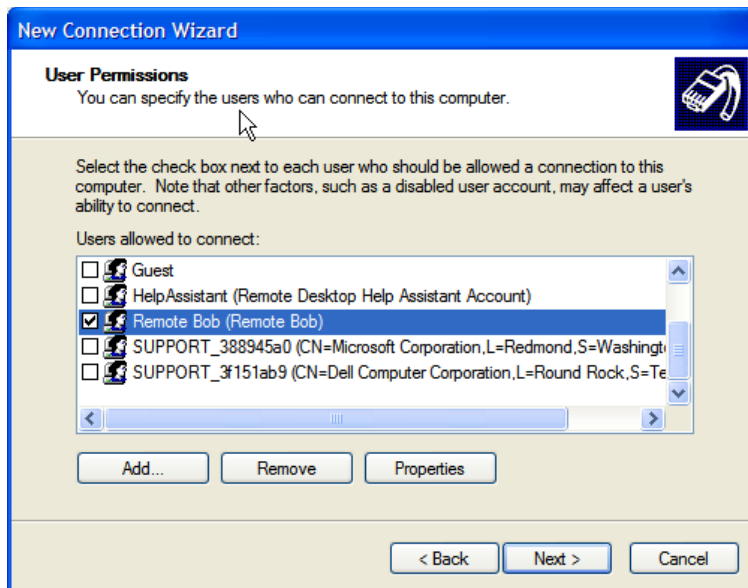 New Connection Wizard
User Permissions
You can specify the users who can connect to this computer.
Select the check box next to each user who should be allowed a connection to this
computer. Note that other factors, such as a disabled user account, may affect a user's
ability to connect.
Users allowed to connect:
Guest
HelpAssistant (Remote Desktop Help Assistant Account)
Remote Bob (Remote Bob)
SUPPORT_388945a0 (CN=Microsoft Corporation,L=Redmond,S=Washingt
SUPPORT_3f151ab9 (CN=Dell Computer Corporation,L=Round Rock,S=Te
Add... Remove Properties
< Back Next > Cancel